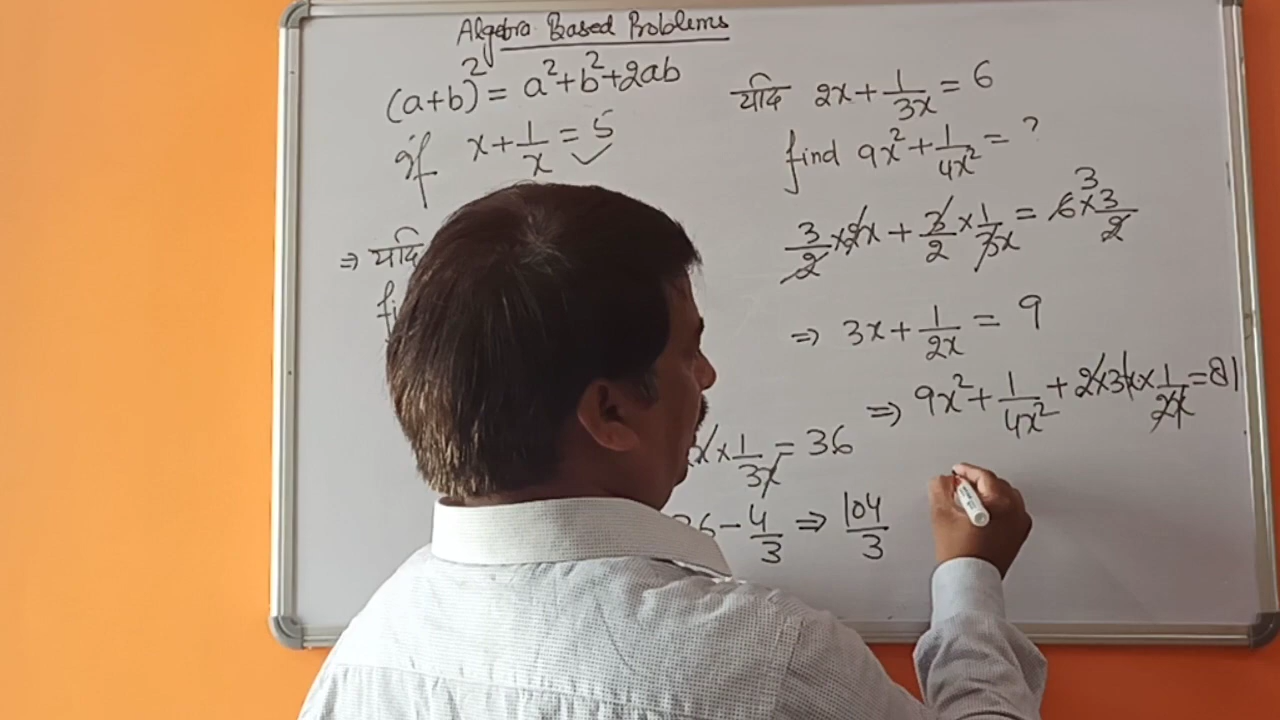 Algebra Based Problems
(a+b)² = a²+b²+2ab
if x+1/x = 5
⇒ यदि
× 1/3x = 36
- 4/3 ⇒ 104/3
यदि 2x+1/3x = 6
find 9x²+1/4x² = ?
3/2×2x + 3/2×1/3x = 6×3/2 3
⇒ 3x+1/2x = 9
⇒ 9x²+1/4x²+2×3x×1/2x=81